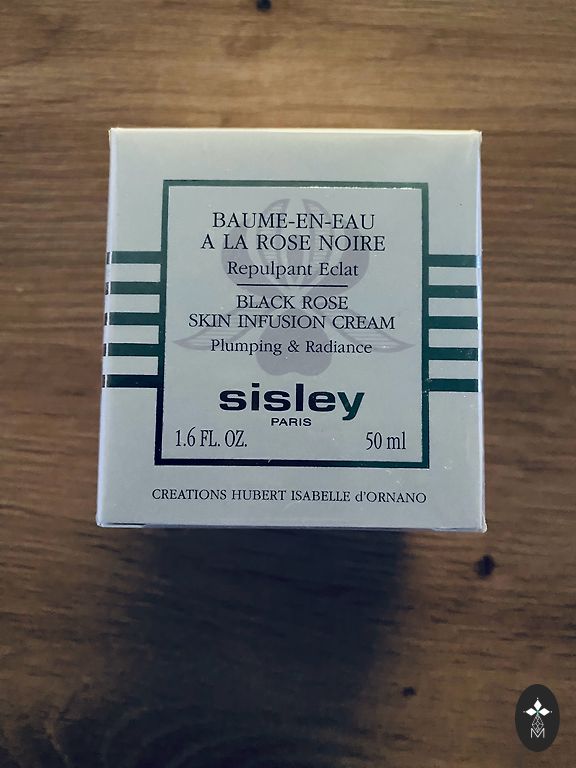 BAUME-EN-EAU
A LA ROSE NOIRE
Repulpant Eclat
BLACK ROSE
SKIN INFUSION CREAM
Plumping & Radiance
sisley
PARIS
1.6 FL. OZ. 50 ml
CREATIONS HUBERT ISABELLE d'ORNANO
M